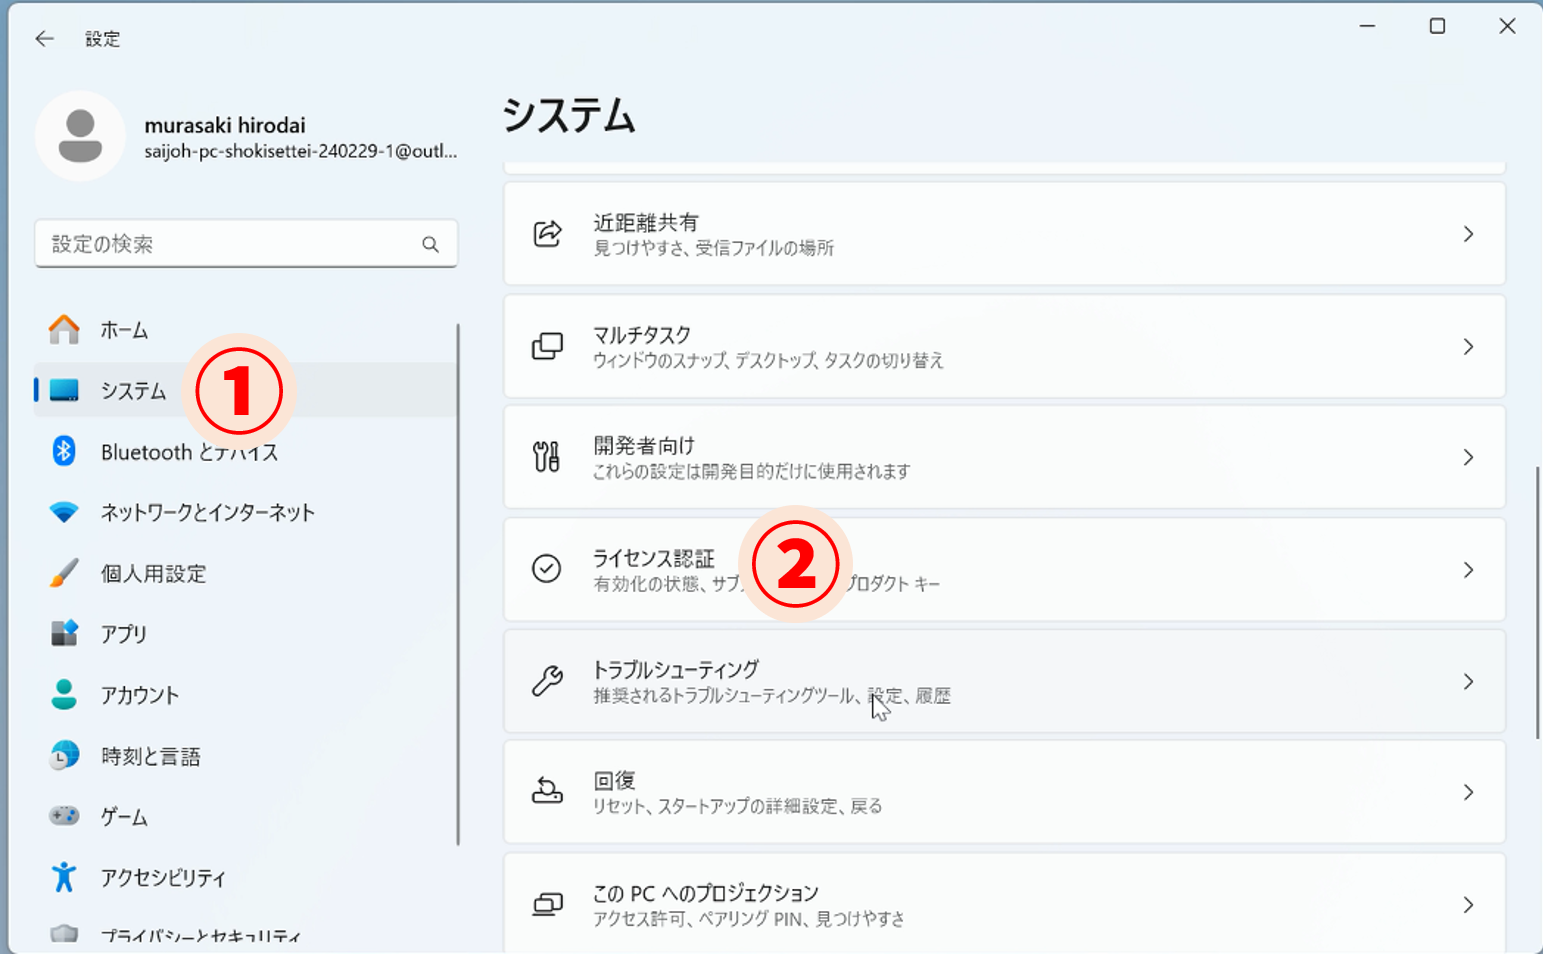 設定
murasaki hirodai
saijoh-pc-shokisettei-240229-1@outl...
設定の検索
ホーム
システム
1
Bluetooth とデバイス
ネットワークとインターネット
個人用設定
アプリ
アカウント
時刻と言語
ゲーム
アクセシビリティ
プライバシーとセキュリティ
システム
近距離共有
見つけやすさ、受信ファイルの場所
マルチタスク
ウィンドウのスナップ、デスクトップ、タスクの切り替え
開発者向け
これらの設定は開発目的だけに使用されます
ライセンス認証
2
有効化の状態、サブ プロダクト キー
トラブルシューティング
推奨されるトラブルシューティングツール、設定、履歴
回復
リセット、スタートアップの詳細設定、戻る
この PC へのプロジェクション
アクセス許可、ペアリング PIN、見つけやすさ